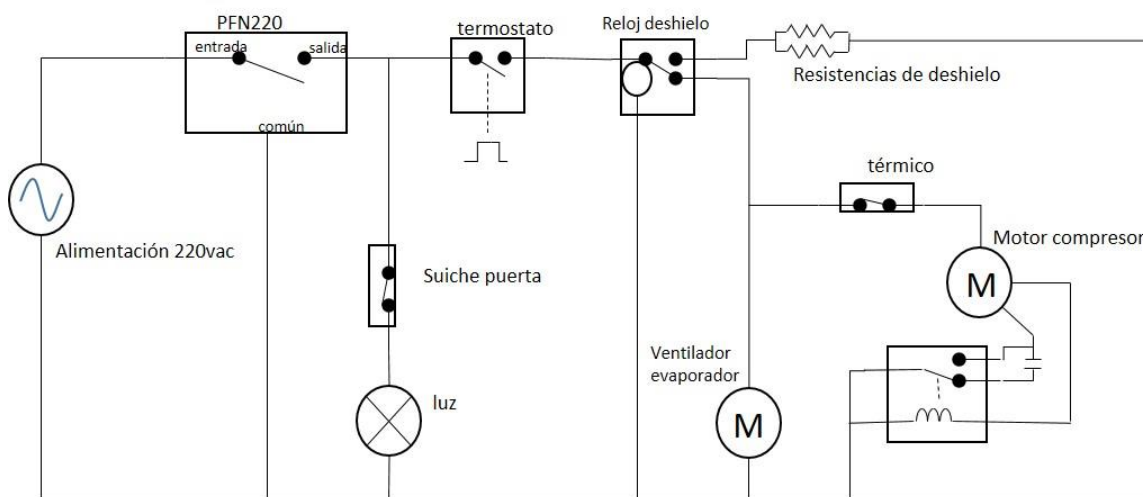 PFN220
entrada
salida
común
termostato
Reloj deshielo
Resistencias de deshielo
térmico
Motor compresor
M
Alimentación 220vac
Suiche puerta
Ventilador
evaporador
M
luz